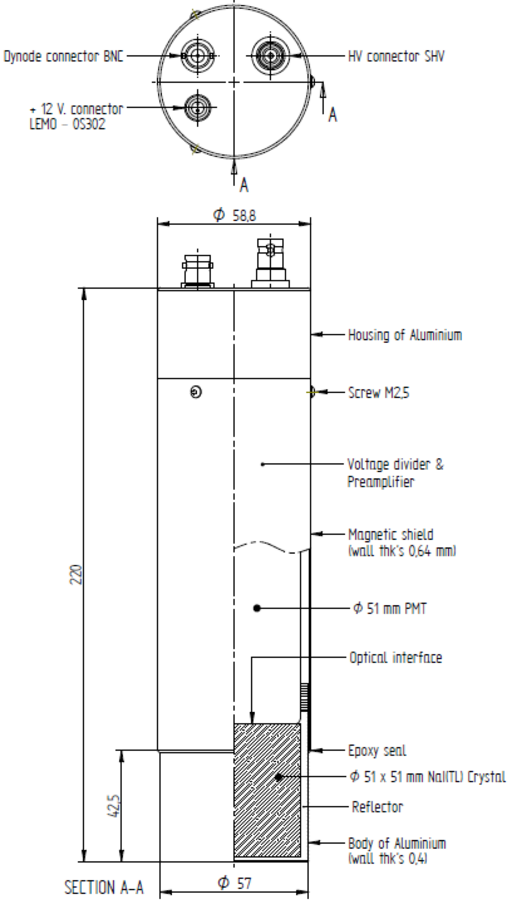 Dynode connector BNC
HV connector SHV
+ 12 V. connector
LEMO - 0S302
A
A
Φ 58,8
Housing of Aluminium
Screw M2,5
Voltage divider &
Preamplifier
Magnetic shield
(wall thk's 0,64 mm)
220
Φ 51 mm PMT
Optical interface
Epoxy seal
Φ 51 x 51 mm NaI(TL) Crystal
42,5
Reflector
Body of Aluminium
(wall thk's 0,4)
SECTION A-A
Φ 57